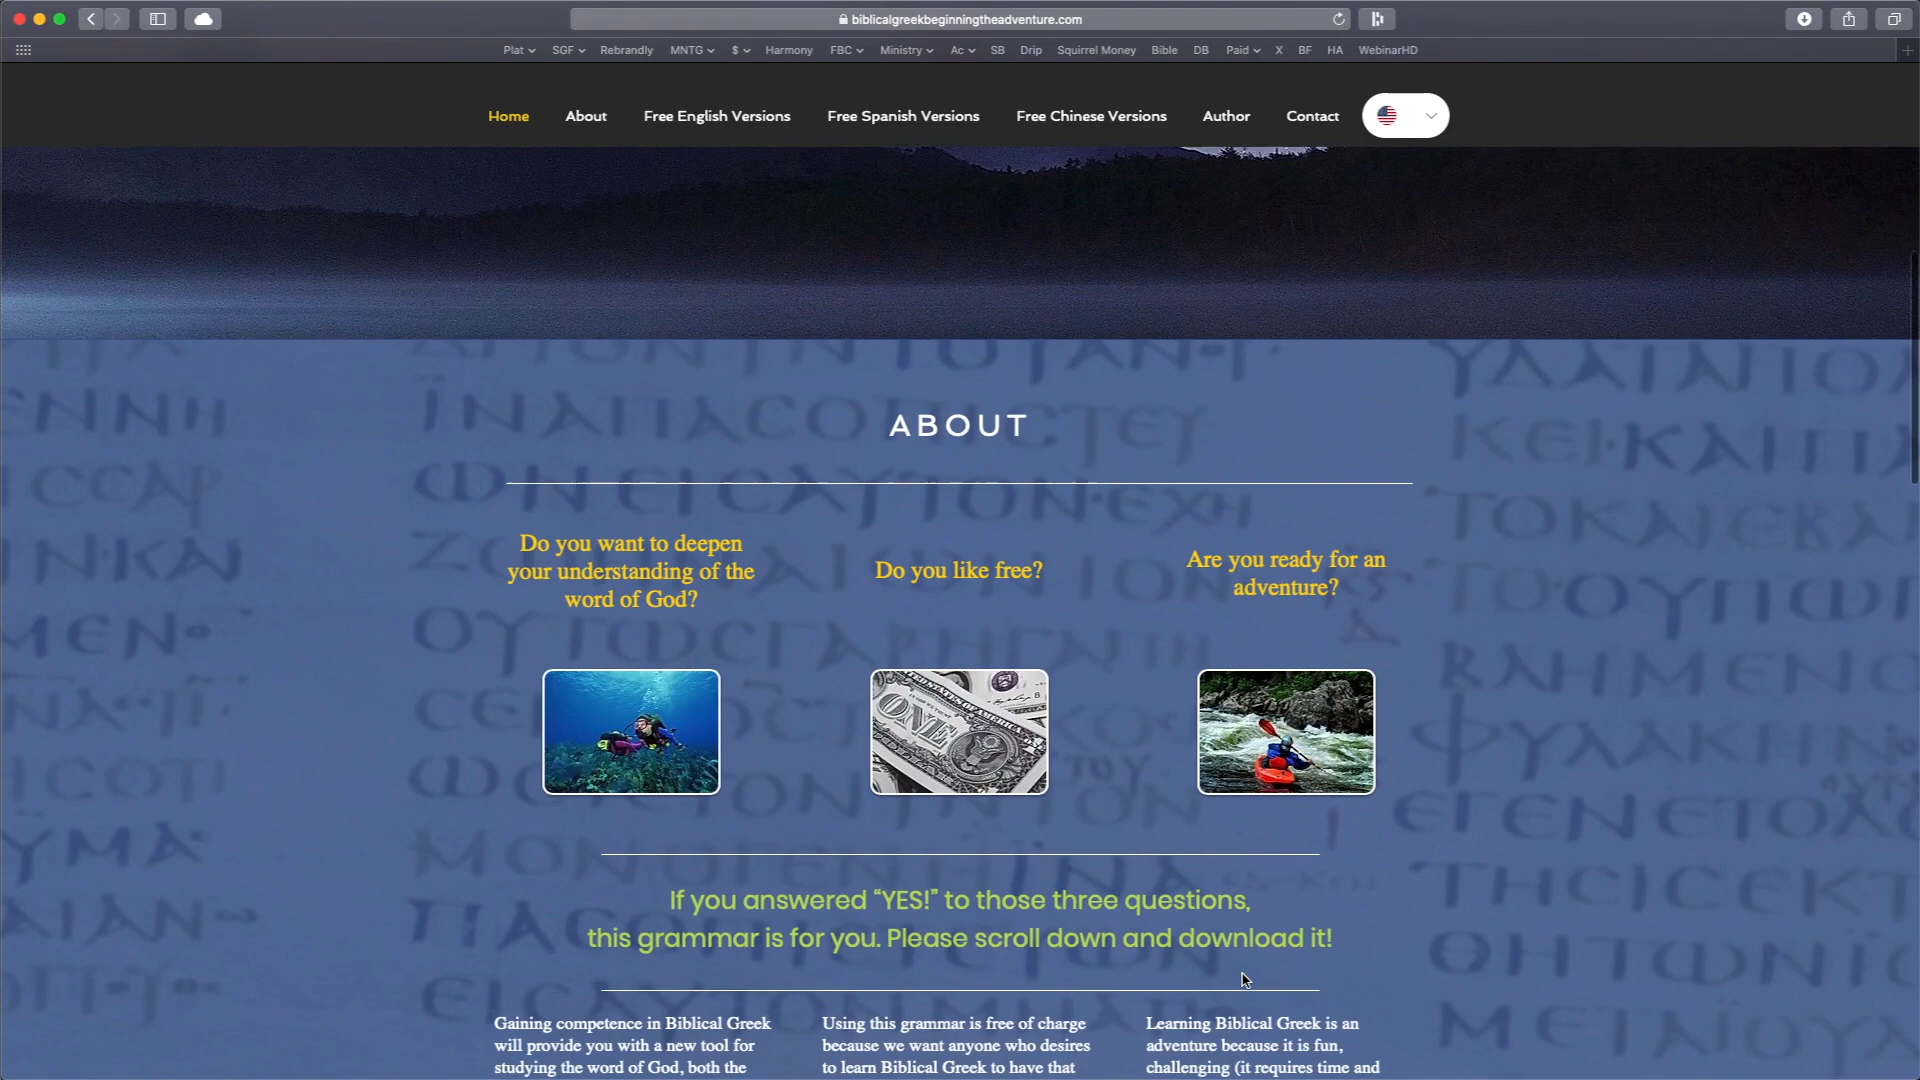 biblicalgreekbeginningtheadventure.com
Plat SGF Rebrandly MNTG $ Harmony FBC Ministry Ac SB Drip Squirrel Money Bible DB Paid X BF HA WebinarHD
Home About Free English Versions Free Spanish Versions Free Chinese Versions Author Contact
ABOUT
Do you want to deepen
your understanding of the
word of God?
Do you like free?
Are you ready for an
adventure?
ONE
If you answered “YES!” to those three questions,
this grammar is for you. Please scroll down and download it!
Gaining competence in Biblical Greek
will provide you with a new tool for
studying the word of God, both the
Using this grammar is free of charge
because we want anyone who desires
to learn Biblical Greek to have that
Learning Biblical Greek is an
adventure because it is fun,
challenging (it requires time and